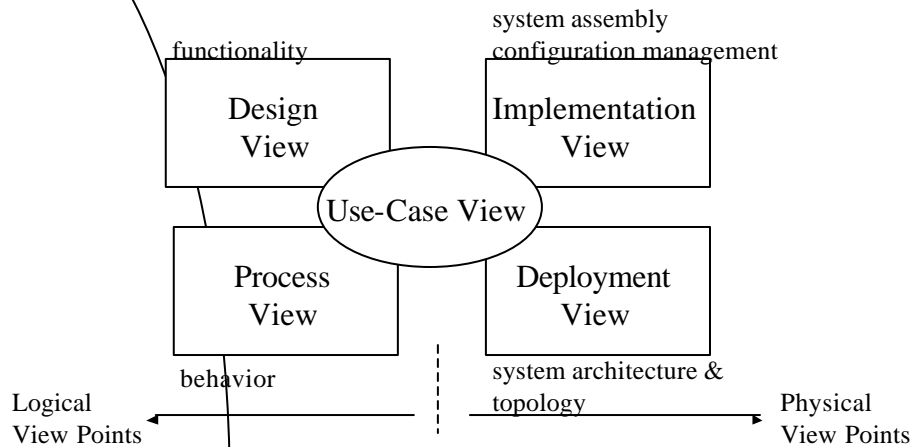 functionality
system assembly
configuration management
Design
View
Implementation
View
Use-Case View
Process
View
Deployment
View
behavior
system architecture &
topology
Logical
View Points
Physical
View Points